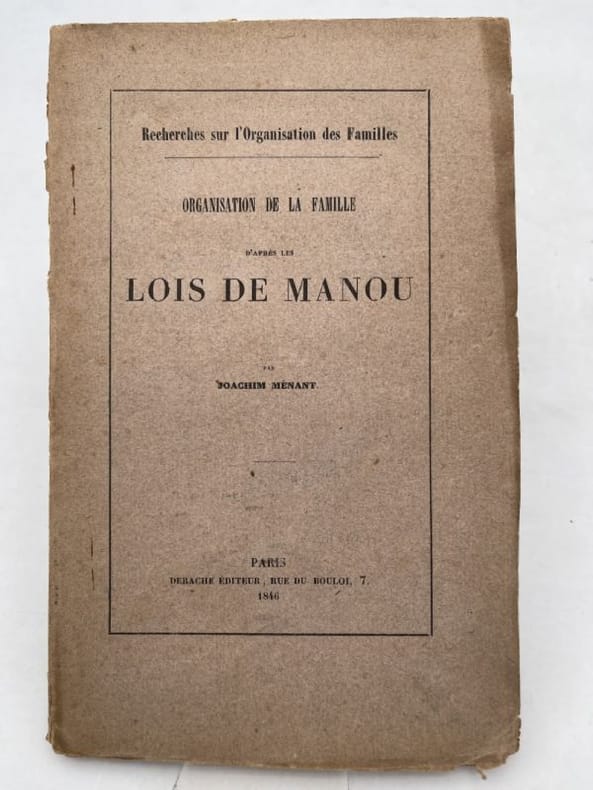 Recherches sur l'Organisation des Familles
ORGANISATION DE LA FAMILLE
D'APRÈS LES
LOIS DE MANOU
PAR
JOACHIM MÉNANT
PARIS
DERACHE ÉDITEUR, RUE DU BOULOI, 7.
1846